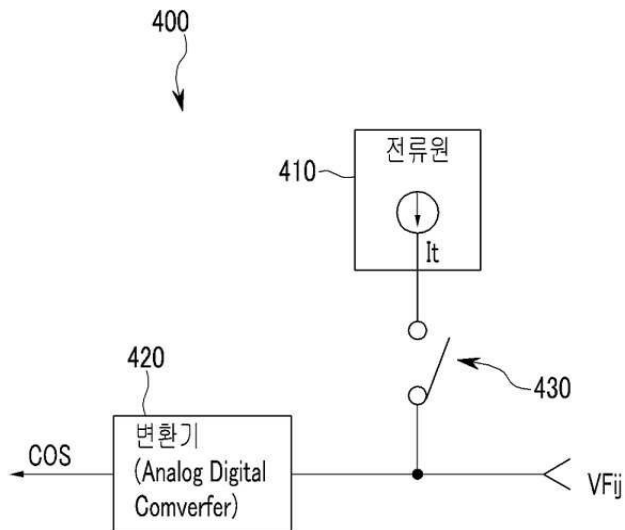 400
전류원
410
It
420
430
변환기
(Analog Digital
Comverfer)
COS
VFij